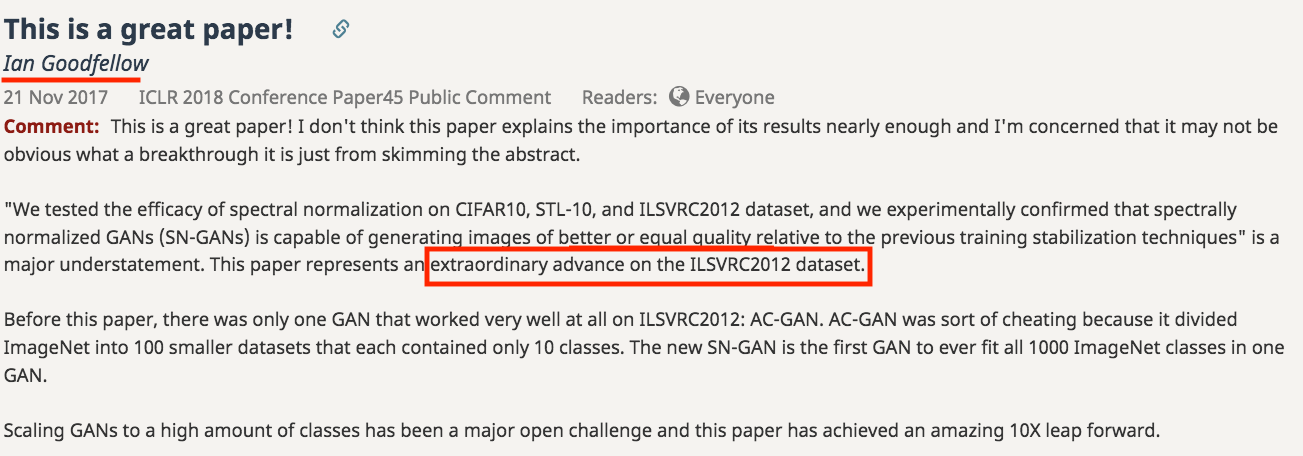 This is a great paper!
Ian Goodfellow
21 Nov 2017 ICLR 2018 Conference Paper45 Public Comment Readers: Everyone
Comment: This is a great paper! I don't think this paper explains the importance of its results nearly enough and I'm concerned that it may not be
obvious what a breakthrough it is just from skimming the abstract.
"We tested the efficacy of spectral normalization on CIFAR10, STL-10, and ILSVRC2012 dataset, and we experimentally confirmed that spectrally
normalized GANs (SN-GANs) is capable of generating images of better or equal quality relative to the previous training stabilization techniques" is a
major understatement. This paper represents an extraordinary advance on the ILSVRC2012 dataset.
Before this paper, there was only one GAN that worked very well at all on ILSVRC2012: AC-GAN. AC-GAN was sort of cheating because it divided
ImageNet into 100 smaller datasets that each contained only 10 classes. The new SN-GAN is the first GAN to ever fit all 1000 ImageNet classes in one
GAN.
Scaling GANs to a high amount of classes has been a major open challenge and this paper has achieved an amazing 10X leap forward.